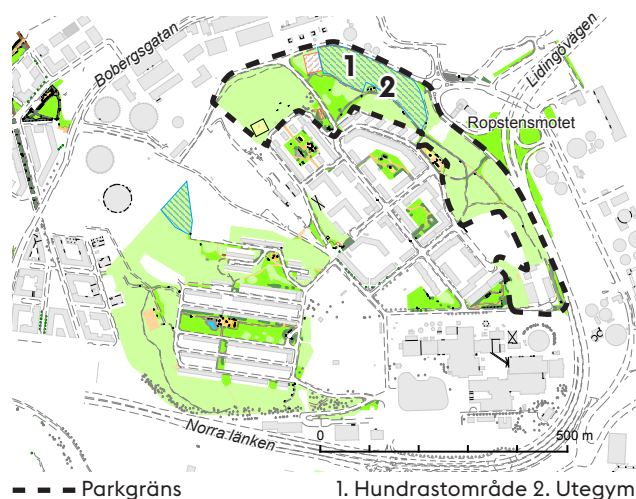 Bobergsgatan
Lidingövägen
1
2
Ropstensmotet
Norra länken
0
500 m
Parkgräns
1. Hundrastområde 2. Utegym